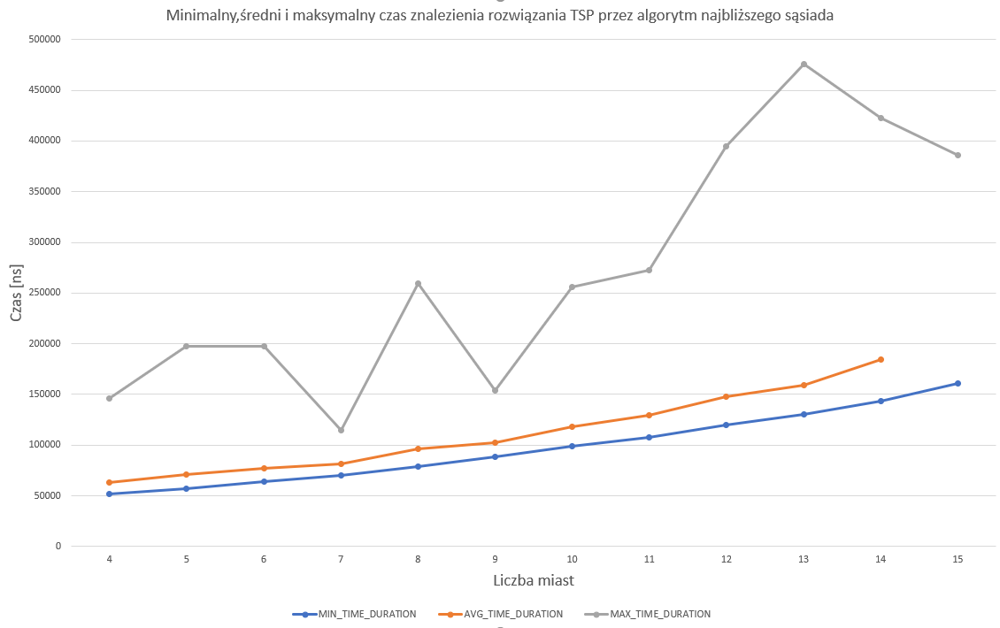 Minimalny,średni i maksymalny czas znalezienia rozwiązania TSP przez algorytm najbliższego sąsiada
500000
450000
400000
350000
300000
250000
200000
150000
100000
50000
0
Czas [ns]
4 5 6 7 8 9 10 11 12 13 14 15
Liczba miast
MIN_TIME_DURATION AVG_TIME_DURATION MAX_TIME_DURATION